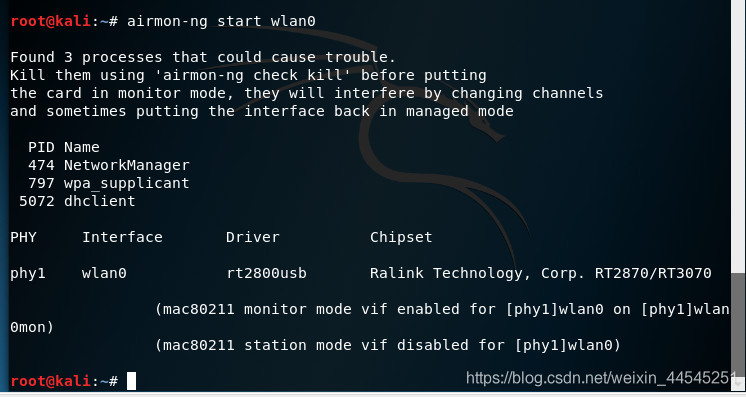 root@kali:~# airmon-ng start wlan0
Found 3 processes that could cause trouble.
Kill them using 'airmon-ng check kill' before putting
the card in monitor mode, they will interfere by changing channels
and sometimes putting the interface back in managed mode
PID Name
474 NetworkManager
797 wpa_supplicant
5072 dhclient
PHY Interface Driver Chipset
phy1 wlan0 rt2800usb Ralink Technology, Corp. RT2870/RT3070
(mac80211 monitor mode vif enabled for [phy1]wlan0 on [phy1]wlan
0mon)
(mac80211 station mode vif disabled for [phy1]wlan0)
root@kali:~#
https://blog.csdn.net/weixin_44545251